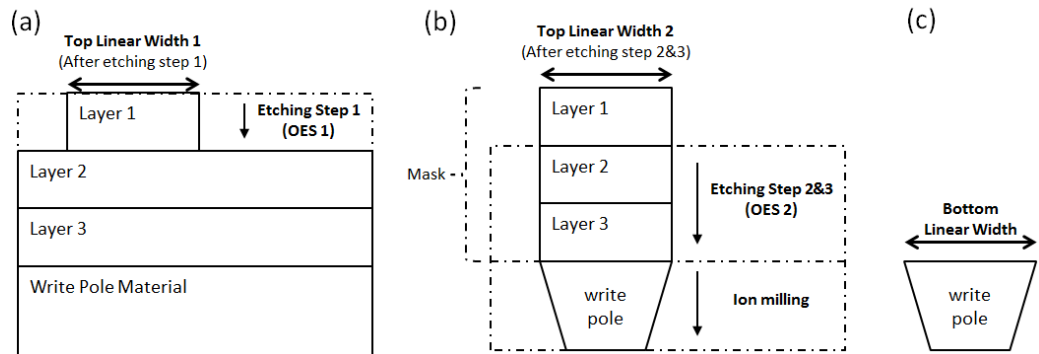 (a)
Top Linear Width 1
(After etching step 1)
Layer 1
Etching Step 1
(OES 1)
Layer 2
Layer 3
Write Pole Material
(b)
Top Linear Width 2
(After etching step 2&3)
Layer 1
Layer 2
Layer 3
Mask
Etching Step 2&3
(OES 2)
write
pole
Ion milling
(c)
Bottom
Linear Width
write
pole